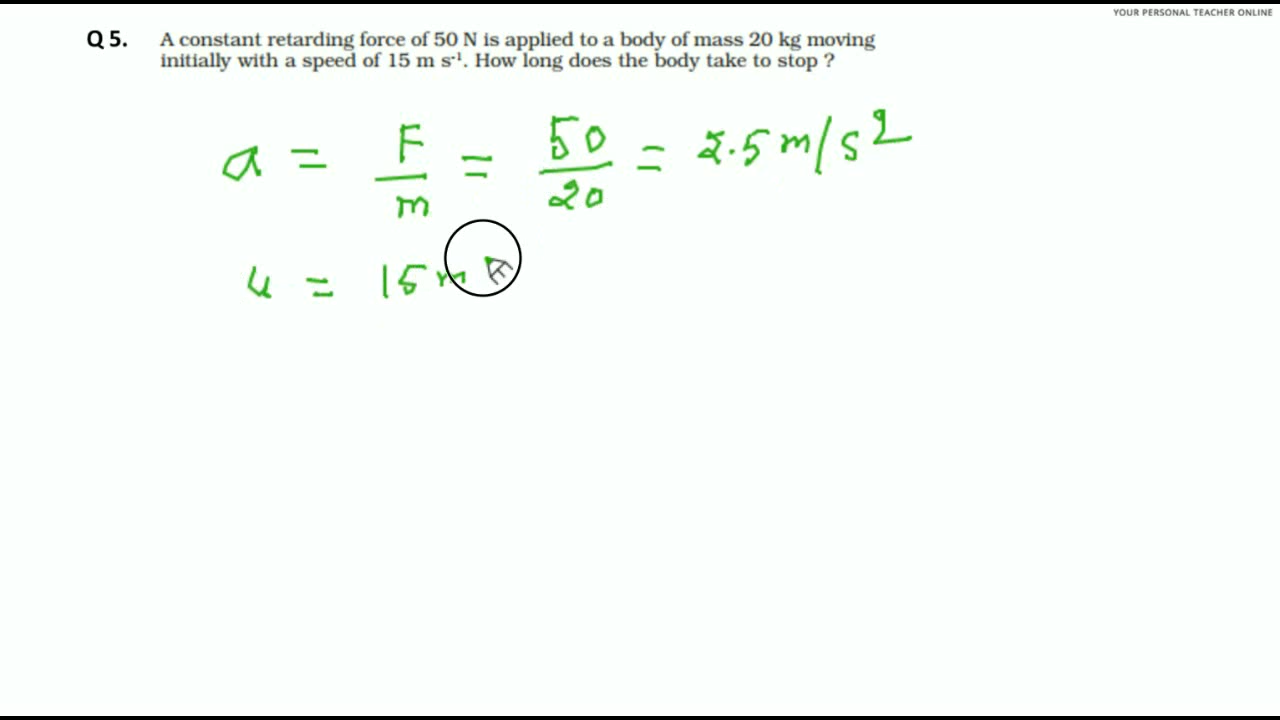 YOUR PERSONAL TEACHER ONLINE
Q 5. A constant retarding force of 50 N is applied to a body of mass 20 kg moving
initially with a speed of 15 m s⁻¹. How long does the body take to stop ?
a = F/m = 50/20 = 2.5 m/s²
u = 15 m